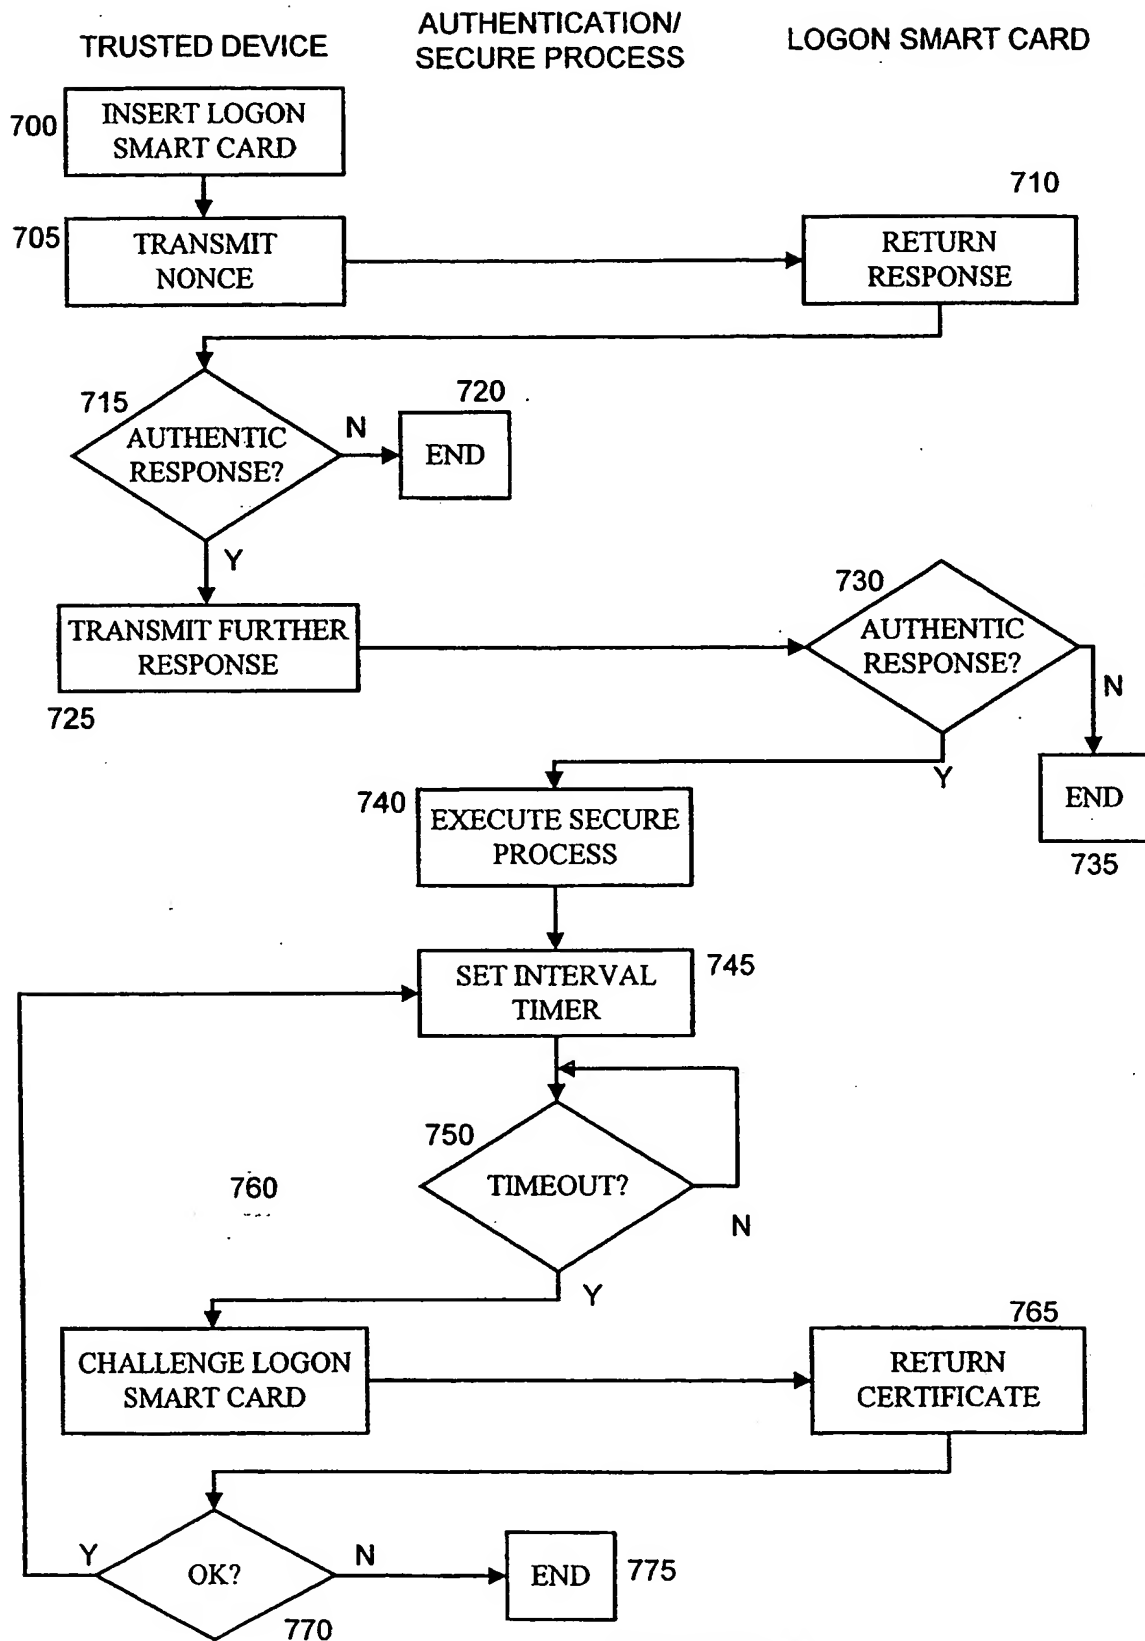 TRUSTED DEVICE
AUTHENTICATION/
SECURE PROCESS
LOGON SMART CARD
700
INSERT LOGON
SMART CARD
705
TRANSMIT
NONCE
710
RETURN
RESPONSE
715
AUTHENTIC
RESPONSE?
N
720
END
Y
TRANSMIT FURTHER
RESPONSE
725
730
AUTHENTIC
RESPONSE?
N
Y
END
735
740
EXECUTE SECURE
PROCESS
SET INTERVAL
TIMER
745
750
TIMEOUT?
N
Y
760
CHALLENGE LOGON
SMART CARD
765
RETURN
CERTIFICATE
Y
OK?
N
770
END
775